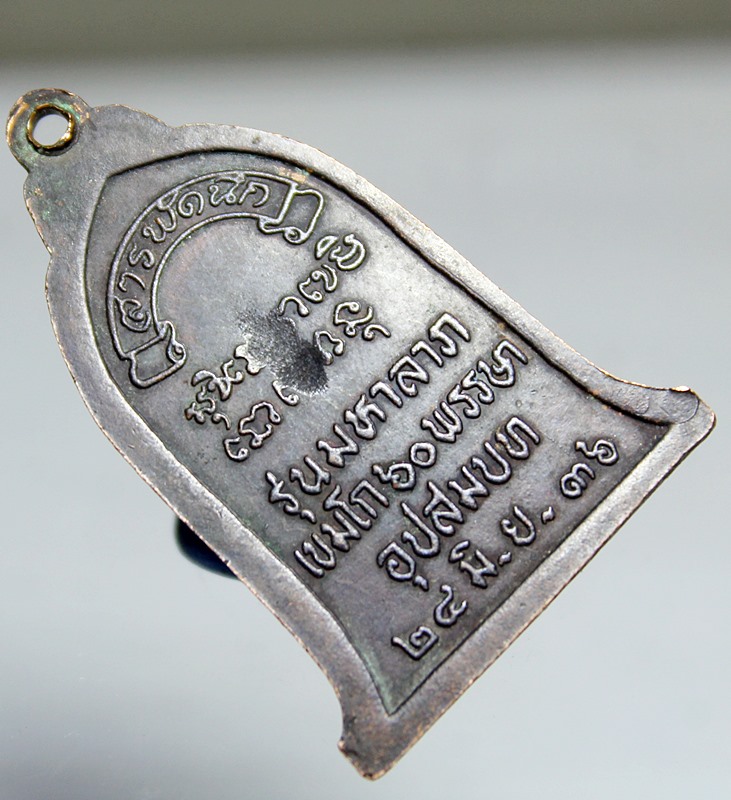 สารพัดนึก
รุ่นมหาลาภ
เขมโก ๖๐ พรรษา
อุปสมบท
๒๔ มิ.ย. ๓๖